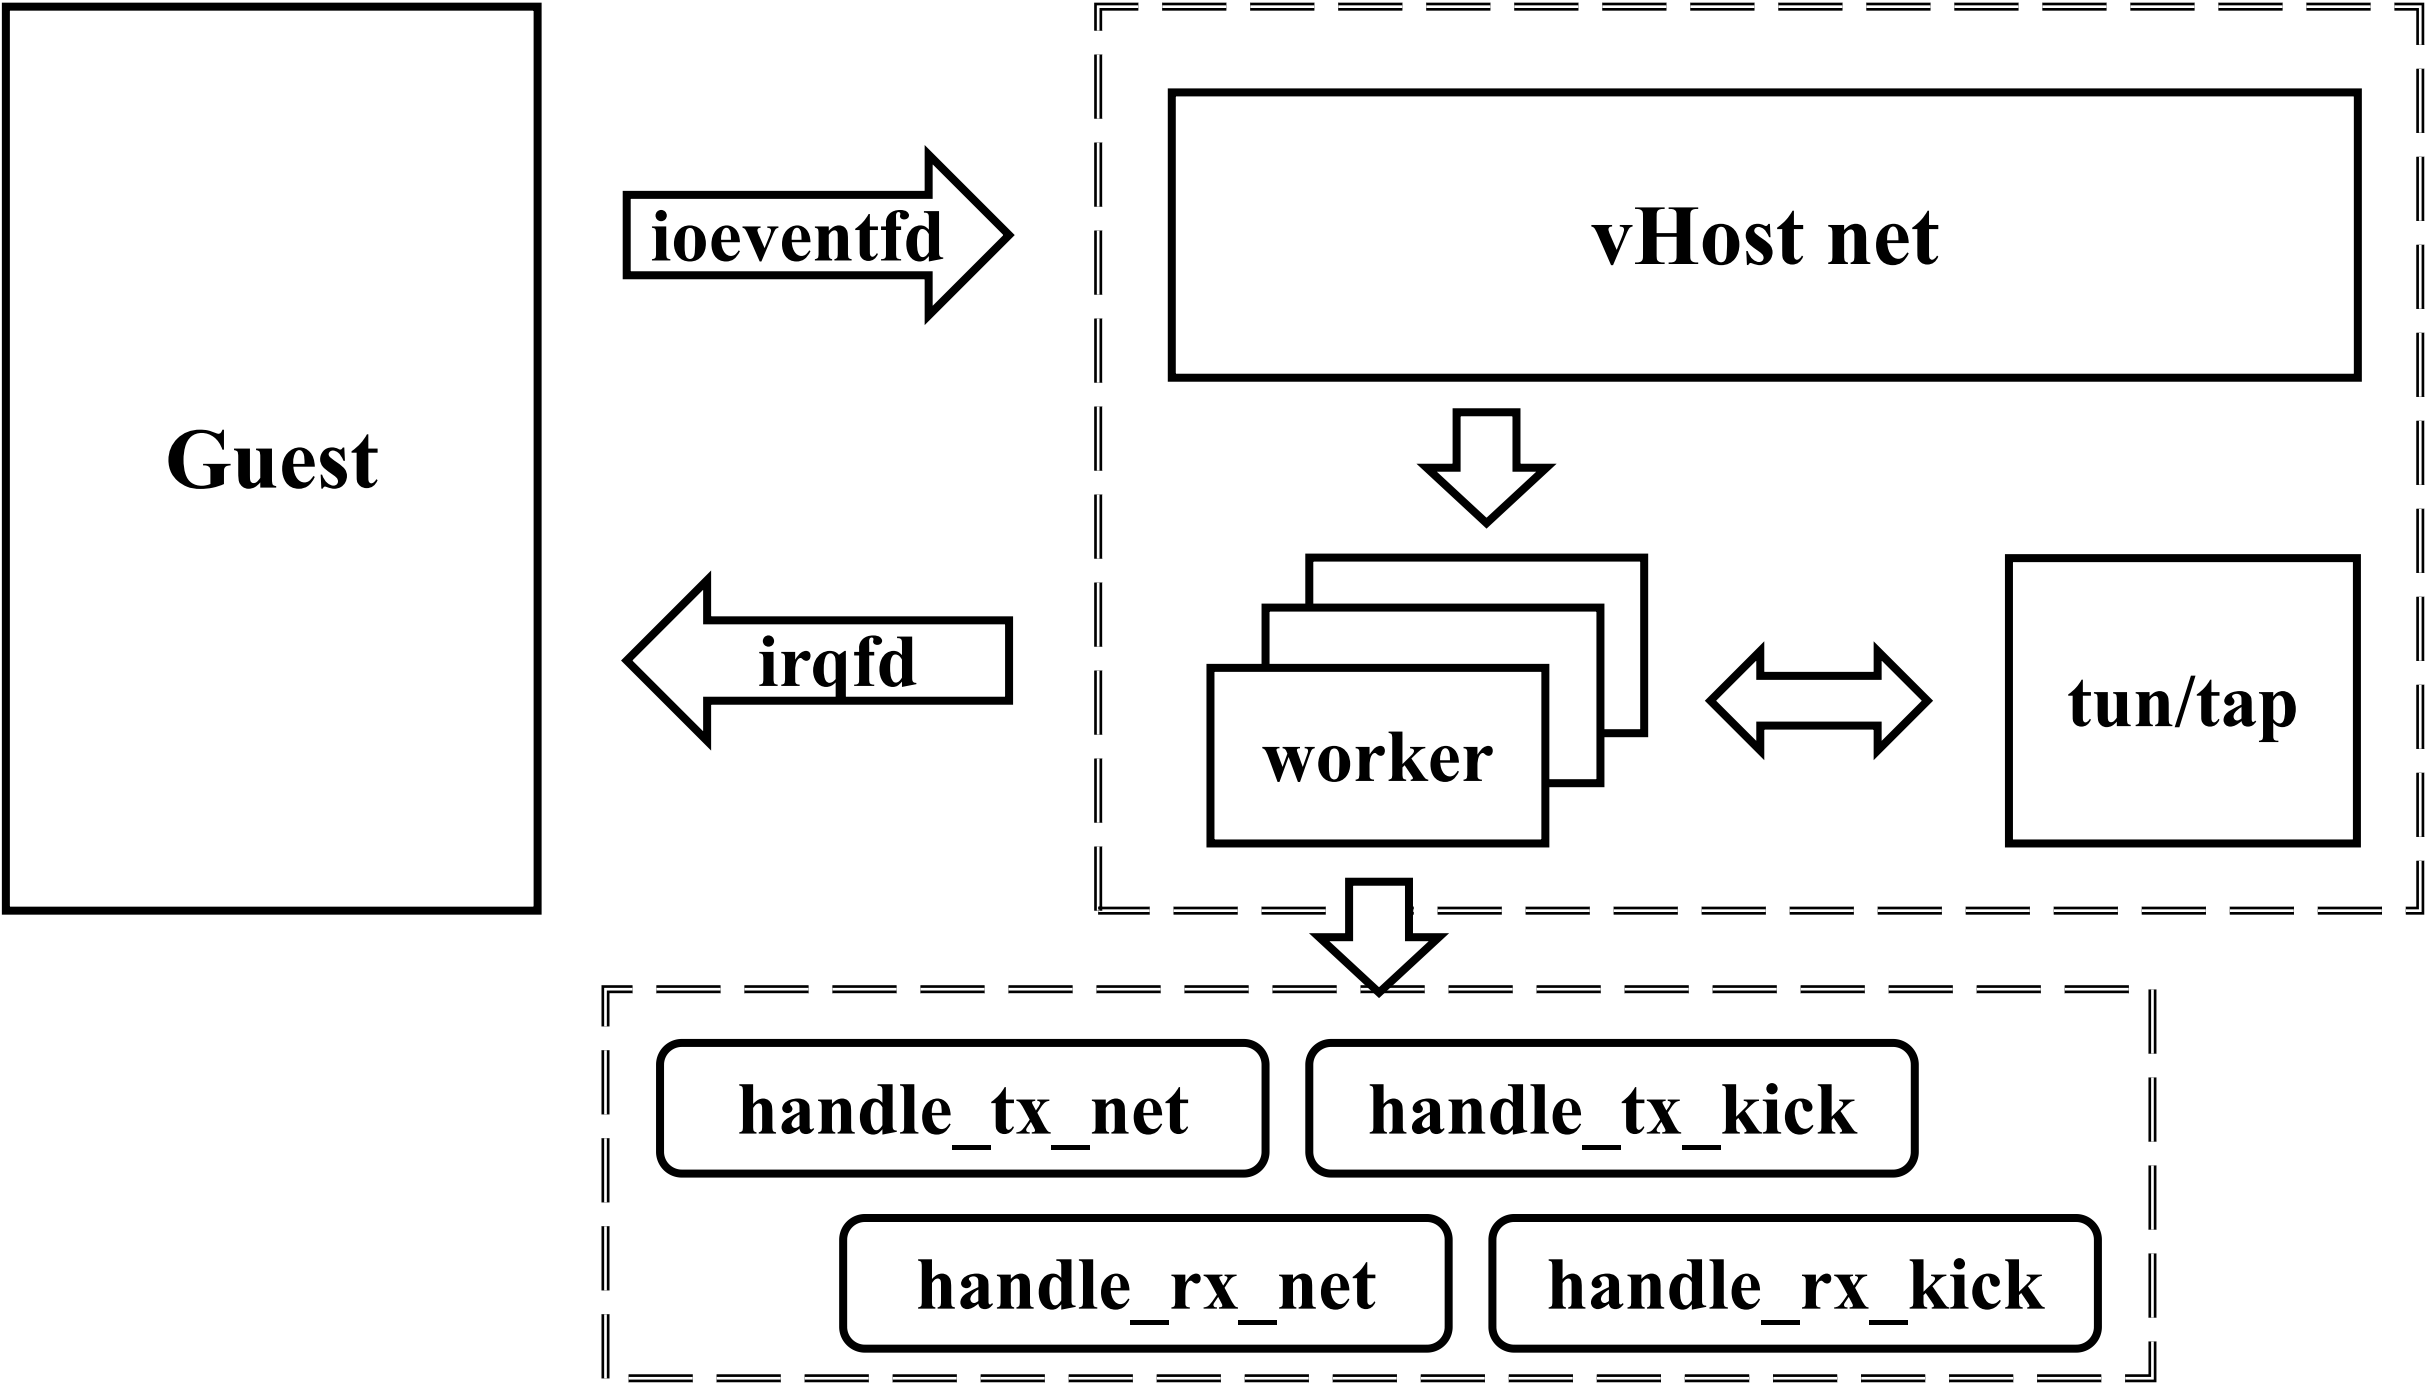 Guest
ioeventfd
irqfd
vHost net
worker
tun/tap
handle_tx_net
handle_tx_kick
handle_rx_net
handle_rx_kick